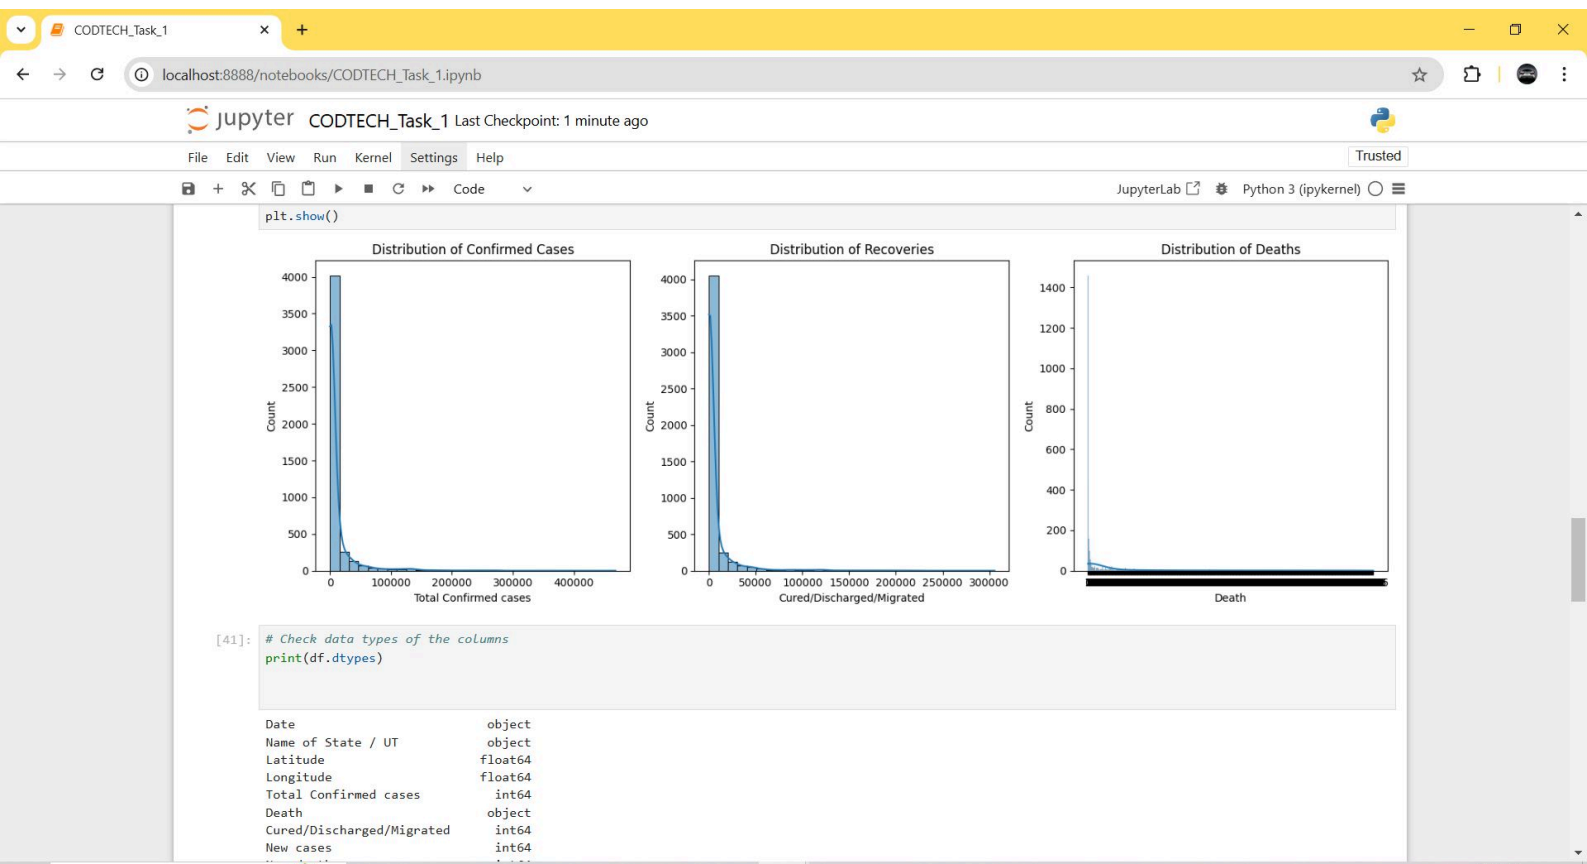 CODTECH_Task_1
localhost:8888/notebooks/CODTECH_Task_1.ipynb
jupyter CODTECH_Task_1 Last Checkpoint: 1 minute ago
File Edit View Run Kernel Settings Help Trusted
Code JupyterLab Python 3 (ipykernel)
plt.show()
Distribution of Confirmed Cases
4000
3500
3000
2500
2000
1500
1000
500
0
Count
0 100000 200000 300000 400000
Total Confirmed cases
Distribution of Recoveries
4000
3500
3000
2500
2000
1500
1000
500
0
Count
0 50000 100000 150000 200000 250000 300000
Cured/Discharged/Migrated
Distribution of Deaths
1400
1200
1000
800
600
400
200
0
Count
Death
[41]: # Check data types of the columns
print(df.dtypes)
Date object
Name of State / UT object
Latitude float64
Longitude float64
Total Confirmed cases int64
Death object
Cured/Discharged/Migrated int64
New cases int64